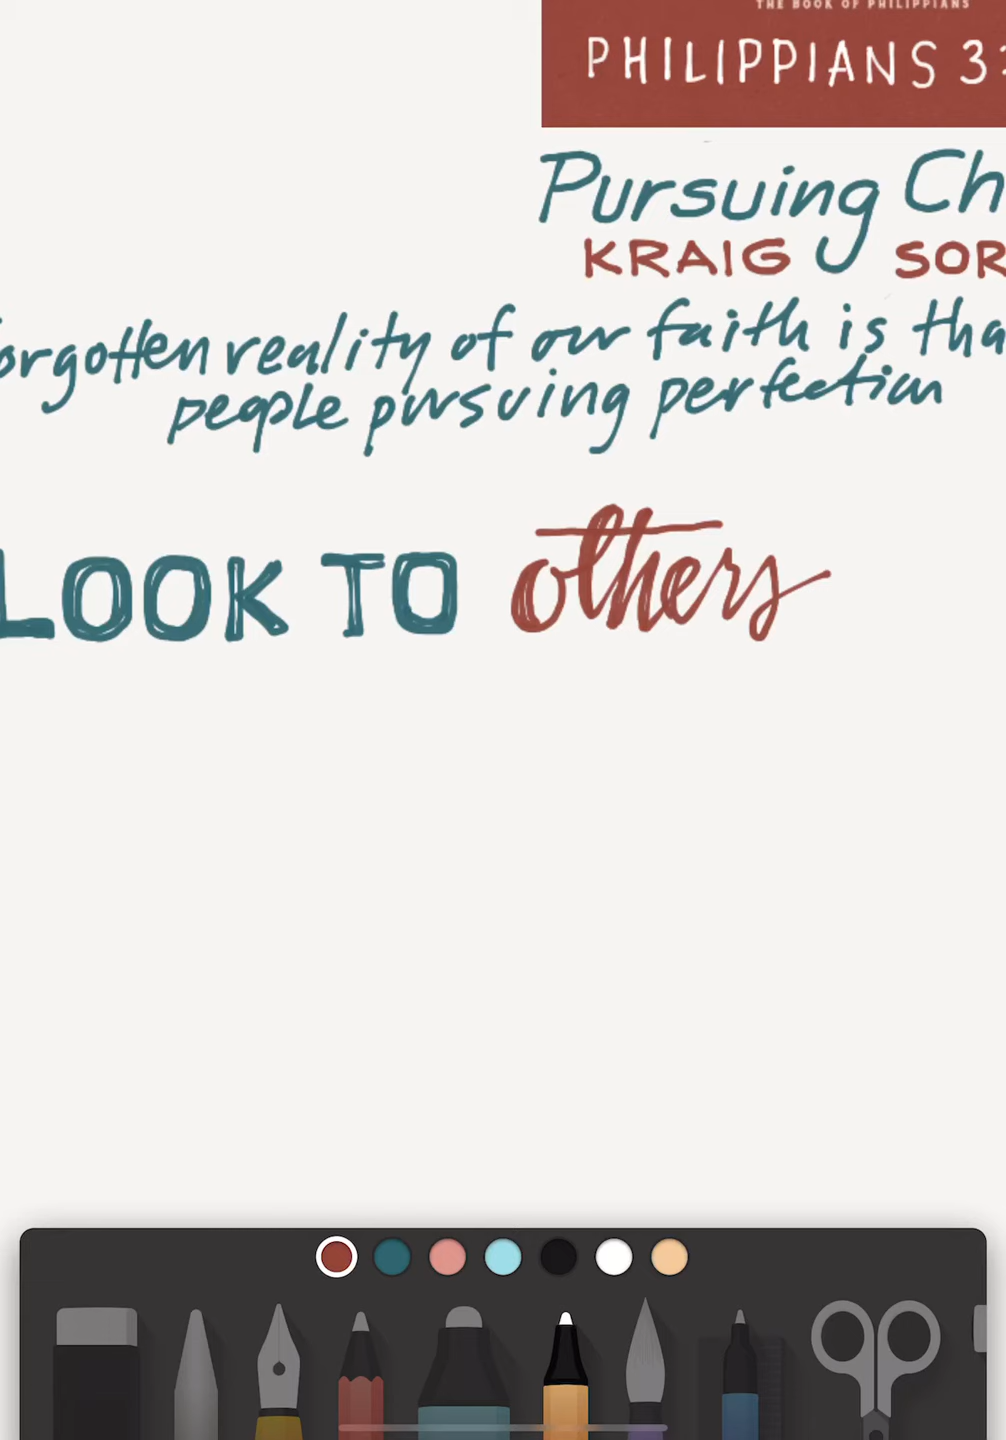 THE BOOK OF PHILIPPIANS
PHILIPPIANS 3:
Pursuing Ch
KRAIG SOR
orgotten reality of our faith is tha
people pursuing perfection
LOOK TO others